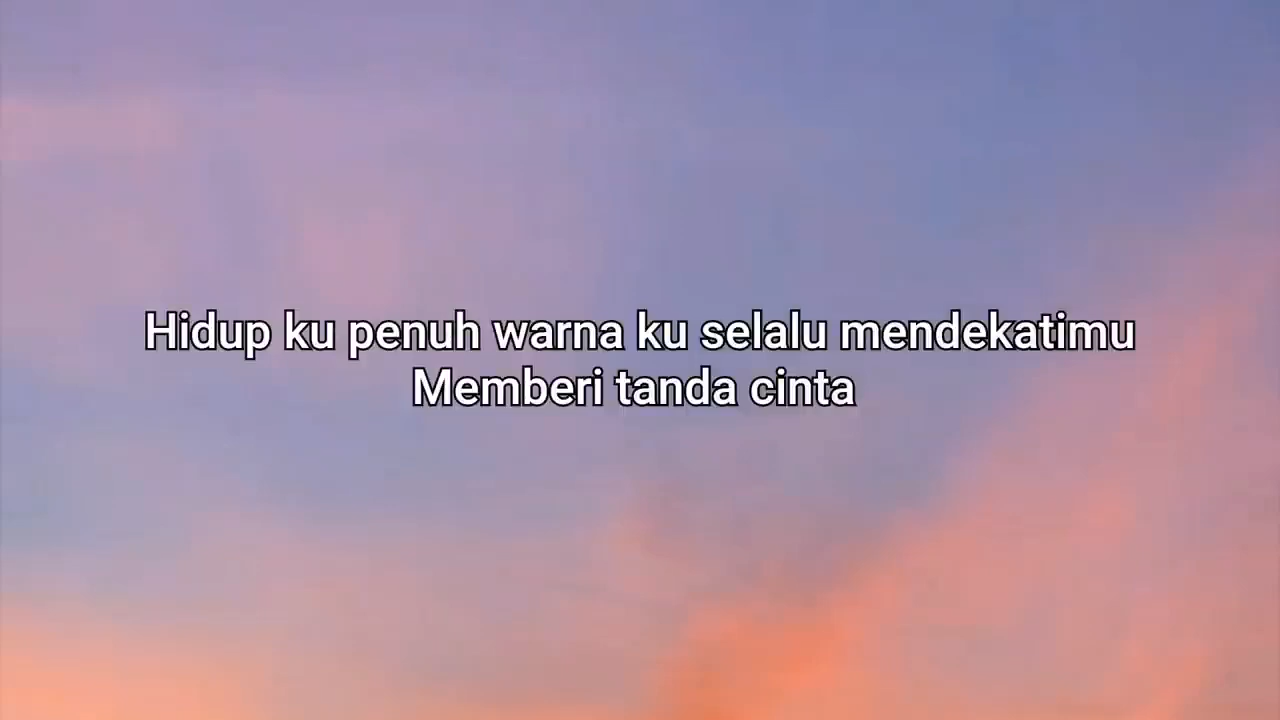 Hidup ku penuh warna ku selalu mendekatimu
Memberi tanda cinta